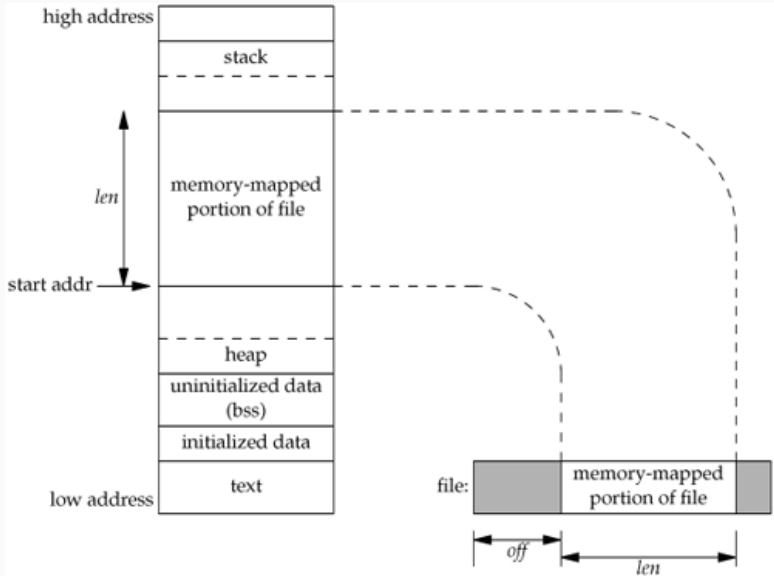 high address
stack
len
memory-mapped
portion of file
start addr
heap
uninitialized data
(bss)
initialized data
text
low address
file:
memory-mapped
portion of file
off
len